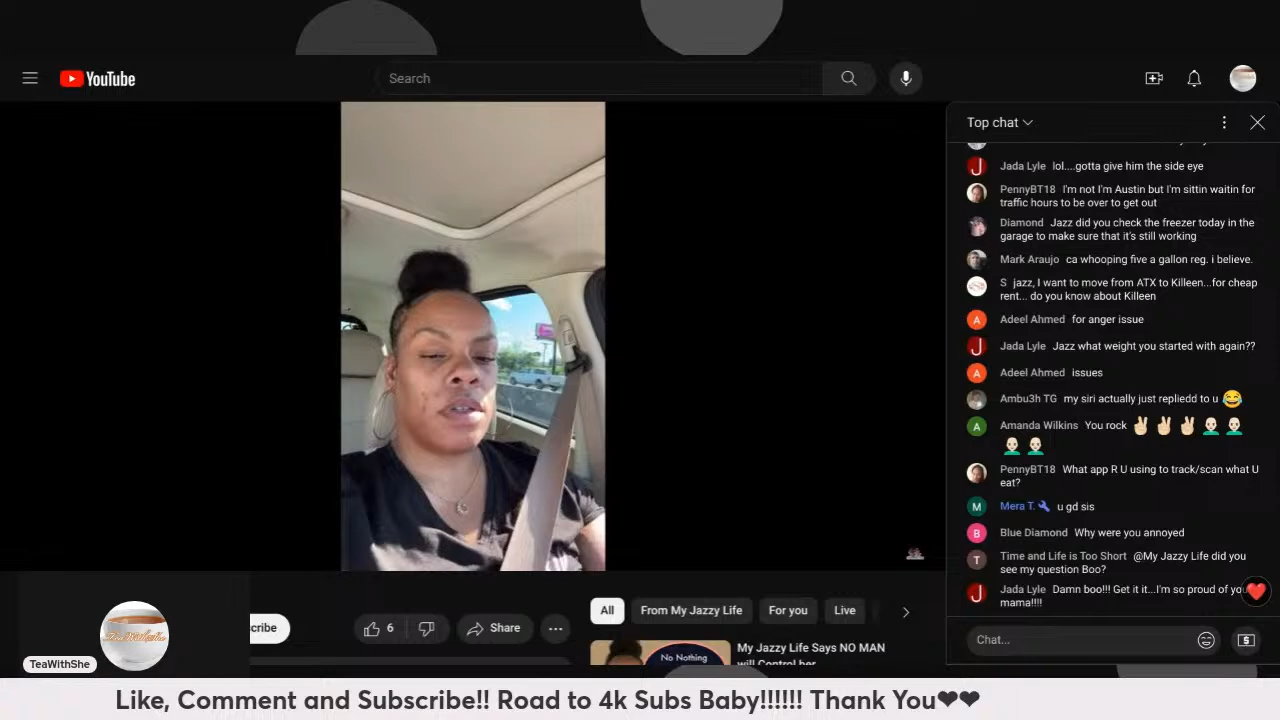 YouTube
Search
Top chat
Jada Lyle lol....gotta give him the side eye
PennyBT18 I'm not I'm Austin but I'm sittin waitin for
traffic hours to be over to get out
Diamond Jazz did you check the freezer today in the
garage to make sure that it's still working
Mark Araujo ca whooping five a gallon reg. i believe.
S jazz, I want to move from ATX to Killeen...for cheap
rent... do you know about Killeen
A
Adeel Ahmed for anger issue
J
Jada Lyle Jazz what weight you started with again??
A
Adeel Ahmed issues
Ambu3h TG my siri actually just repliedd to u 😂
A
Amanda Wilkins You rock ✌🏻 ✌🏻 ✌🏻 💆🏻‍♂️ 💆🏻‍♂️
💆🏻‍♂️ 💆🏻‍♂️
PennyBT18 What app R U using to track/scan what U
eat?
M
Mera T. u gd sis
B
Blue Diamond Why were you annoyed
T
Time and Life is Too Short @My Jazzy Life did you
see my question Boo?
J
Jada Lyle Damn boo!!! Get it it...I'm so proud of yo
mama!!!!
Chat...
cribe
6
Share
All
From My Jazzy Life
For you
Live
No Nothing
My Jazzy Life Says NO MAN
will Control her
TeaWithShe
TeaWithShe
Like, Comment and Subscribe!! Road to 4k Subs Baby!!!!!! Thank You❤❤